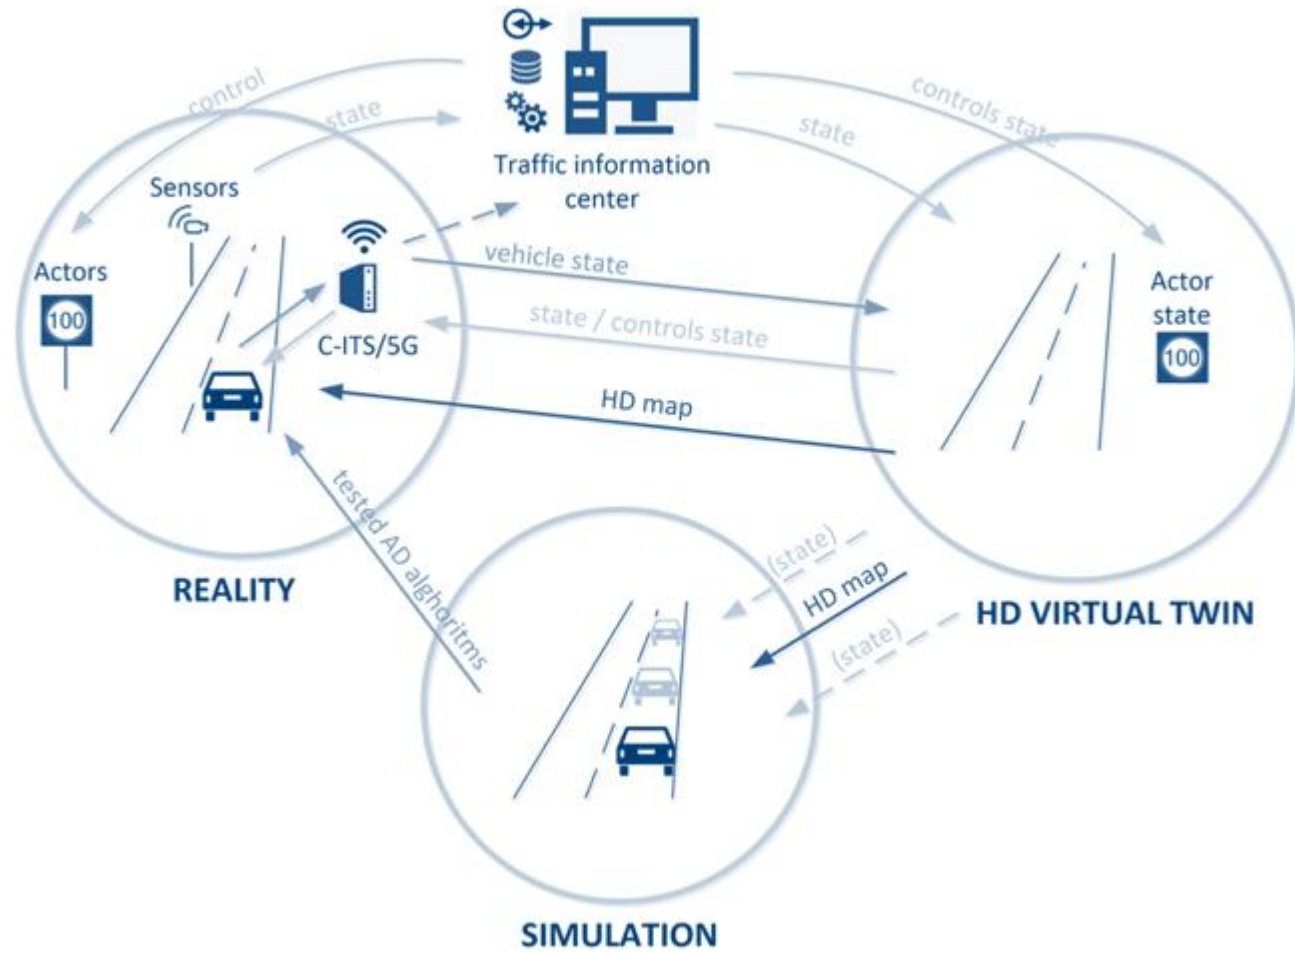 control
state
Traffic information
center
controls state
state
Sensors
Actors
100
C-ITS/5G
vehicle state
state / controls state
HD map
Actor
state
100
tested AD alghoritms
REALITY
(state)
HD map
(state)
HD VIRTUAL TWIN
SIMULATION